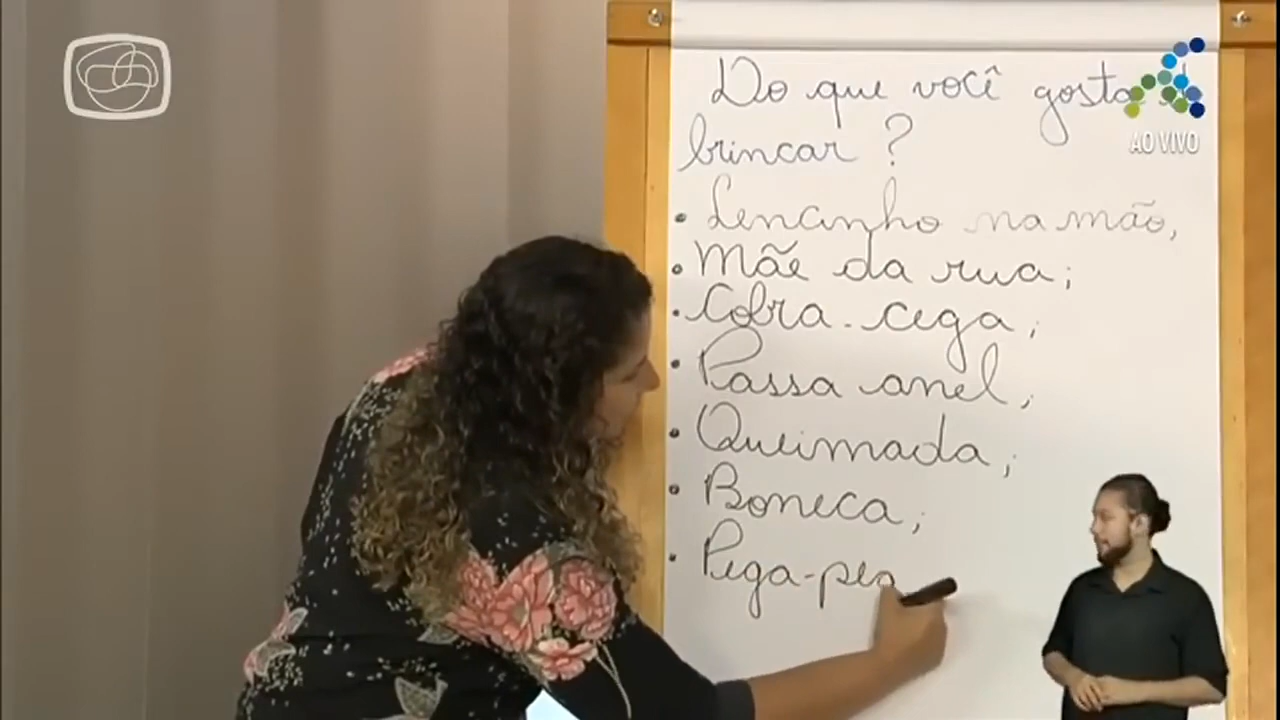 Do que você gosta
AO VIVO
brincar?
• Lencinho na mão,
• Mãe da rua;
• Cobra-cega;
• Passa anel;
• Queimada;
• Boneca;
• Pega-peg